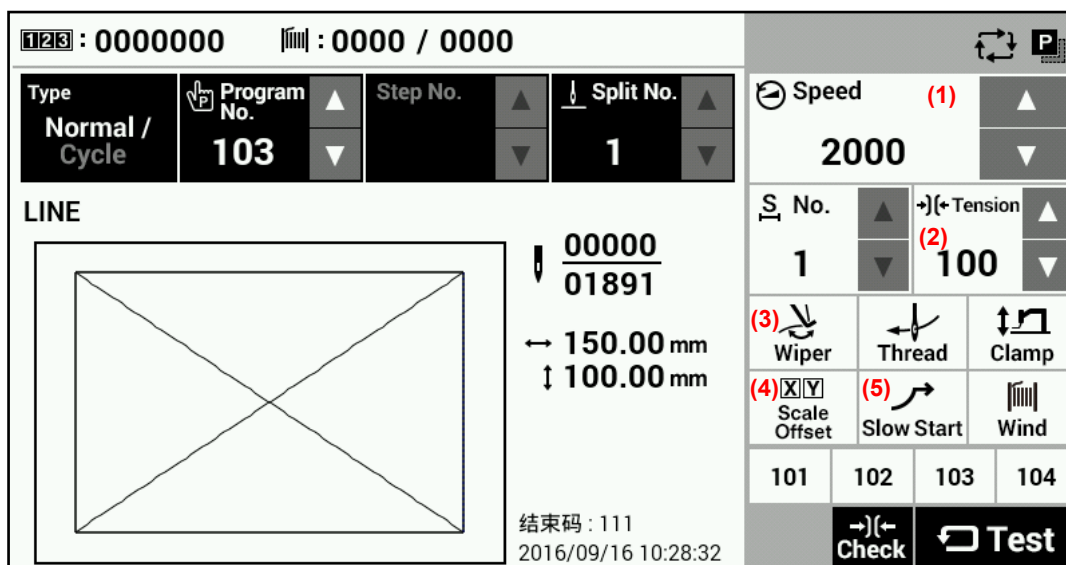 123 : 0000000 : 0000 / 0000
P
Type
Normal /
Cycle
P Program
No.
103
Step No.
Split No.
1
Speed
(1)
2000
LINE
S No.
1
Tension
(2)
100
00000
01891
150.00 mm
100.00 mm
(3)
Wiper
Thread
Clamp
(4) X Y
Scale
Offset
(5)
Slow Start
Wind
101 102 103 104
结束码 : 111
2016/09/16 10:28:32
Check
Test